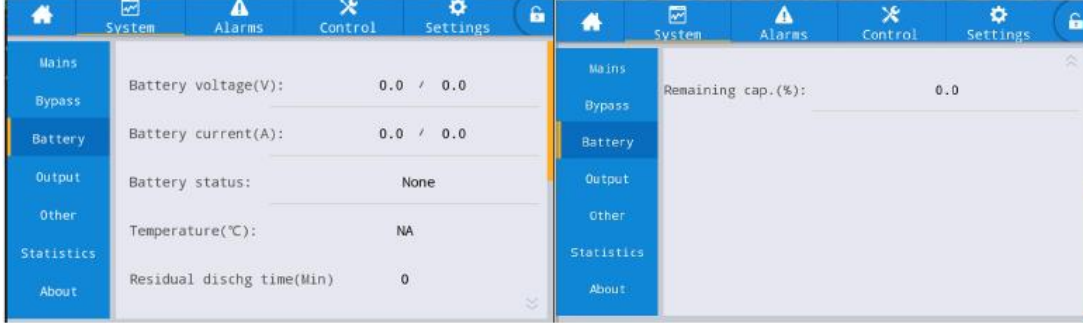 System Alarms Control Settings
Mains
Bypass
Battery
Output
Other
Statistics
About
Battery voltage(V): 0.0 / 0.0
Battery current(A): 0.0 / 0.0
Battery status: None
Temperature(℃): NA
Residual dischg time(Min) 0
System Alarms Control Settings
Mains
Bypass
Battery
Output
Other
Statistics
About
Remaining cap.(%): 0.0